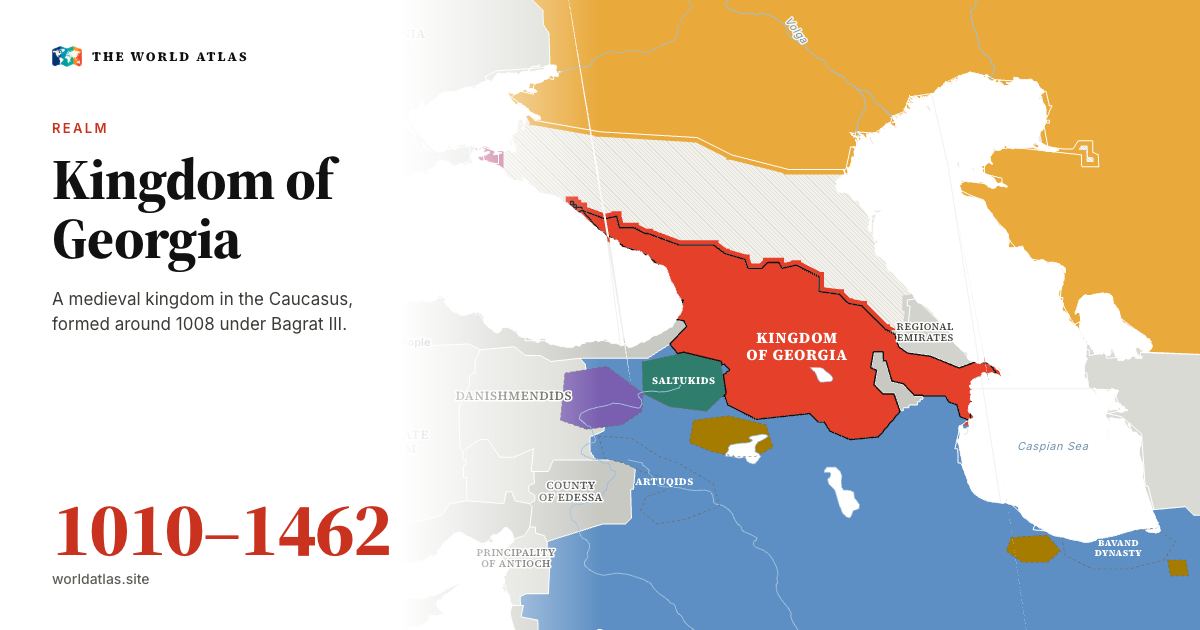 THE WORLD ATLAS
REALM
Kingdom of
Georgia
A medieval kingdom in the Caucasus,
formed around 1008 under Bagrat III.
1010–1462
worldatlas.site
Volga
KINGDOM
OF GEORGIA
REGIONAL
EMIRATES
SALTUKIDS
DANISHMENDIDS
Caspian Sea
ARTUQIDS
COUNTY
OF EDESSA
PRINCIPALITY
OF ANTIOCH
BAVAND
DYNASTY